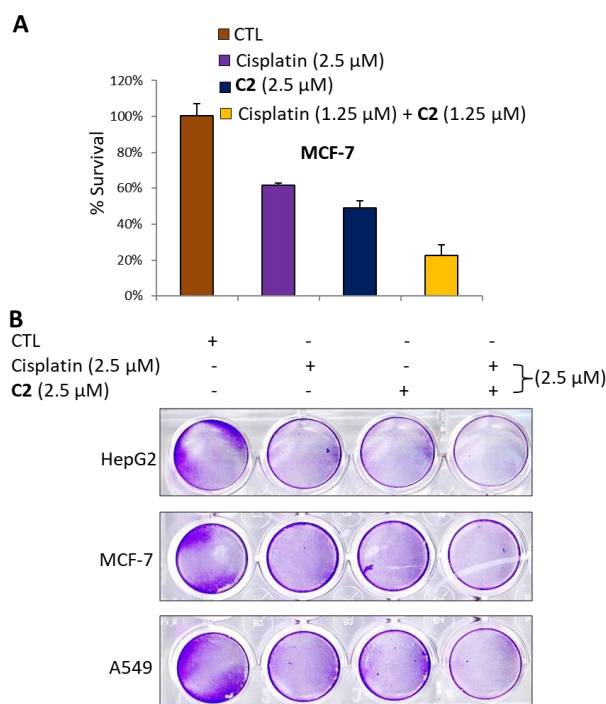 A
CTL
Cisplatin (2.5 µM)
C2 (2.5 µM)
Cisplatin (1.25 µM) + C2 (1.25 µM)
MCF-7
% Survival
120%
100%
80%
60%
40%
20%
0%
B
CTL + - - -
Cisplatin (2.5 µM) - + - +
C2 (2.5 µM) - - + +
(2.5 µM)
HepG2
MCF-7
A549